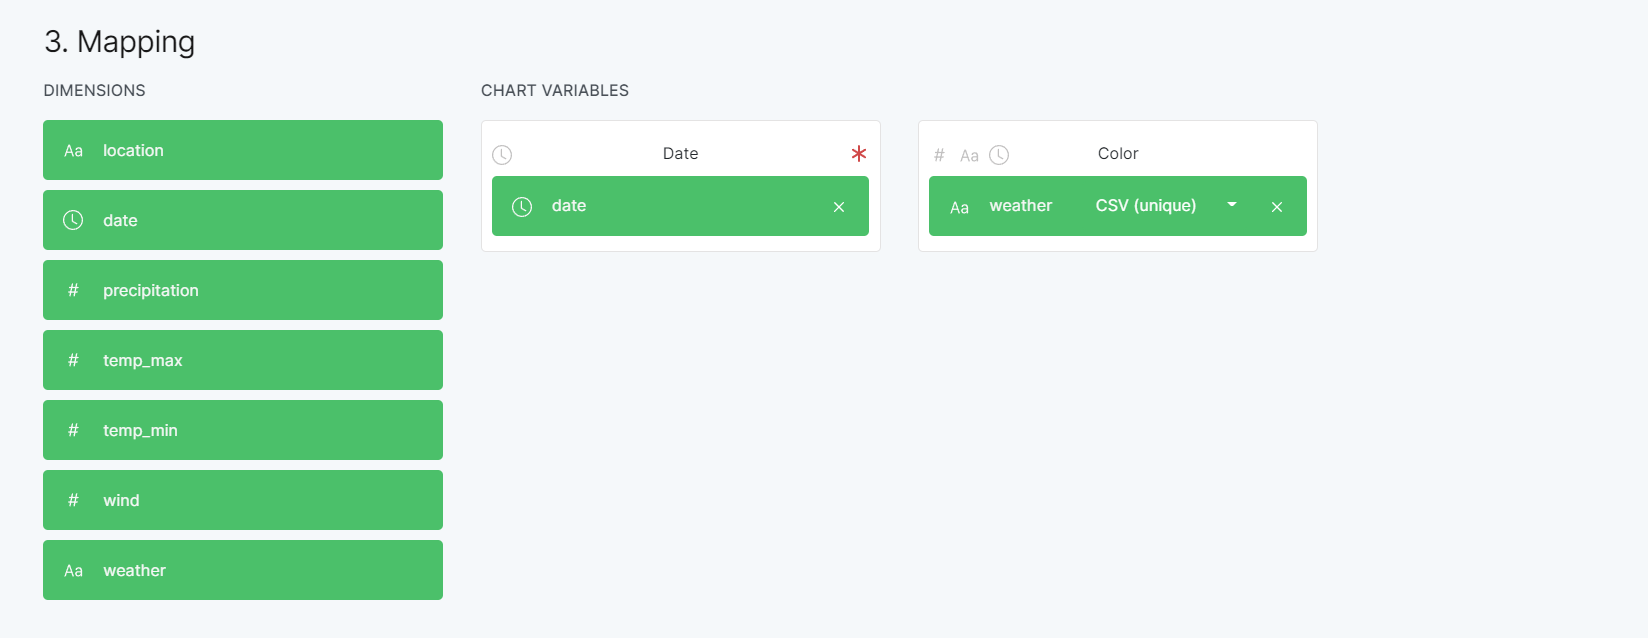 3. Mapping
DIMENSIONS
Aa location
date
# precipitation
# temp_max
# temp_min
# wind
Aa weather
CHART VARIABLES
Date *
date ×
# Aa Color
Aa weather CSV (unique) ×